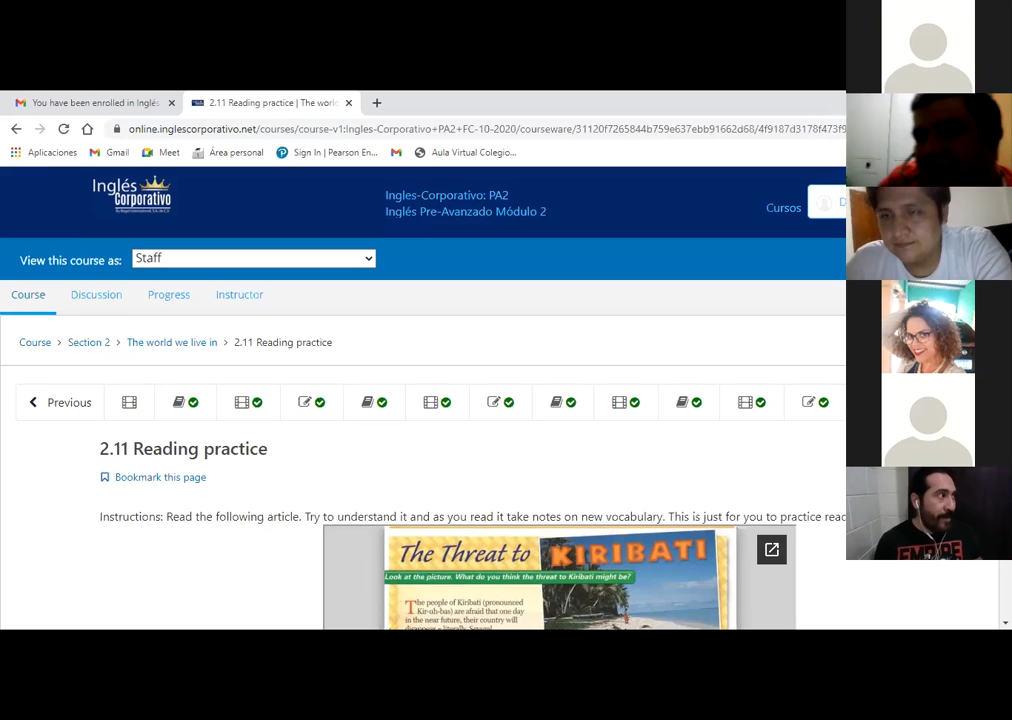 You have been enrolled in Inglés
2.11 Reading practice | The worl
online.inglescorporativo.net/courses/course-v1:Ingles-Corporativo+PA2+FC-10-2020/courseware/31120f7265844b759e637ebb91662d68/4f9187d3178f473f9
Aplicaciones Gmail Meet Área personal Sign In | Pearson En... Aula Virtual Colegio...
Inglés
Corporativo
Ingles-Corporativo: PA2
Inglés Pre-Avanzado Módulo 2
Cursos
D
View this course as: Staff
Course Discussion Progress Instructor
Course > Section 2 > The world we live in > 2.11 Reading practice
Previous
2.11 Reading practice
Bookmark this page
Instructions: Read the following article. Try to understand it and as you read it take notes on new vocabulary. This is just for you to practice read
The Threat to KIRIBATI
Look at the picture. What do you think the threat to Kiribati might be?
The people of Kiribati (pronounced
Kir-oh-bas) are afraid that one day
in the near future, their country will
EMPIRE